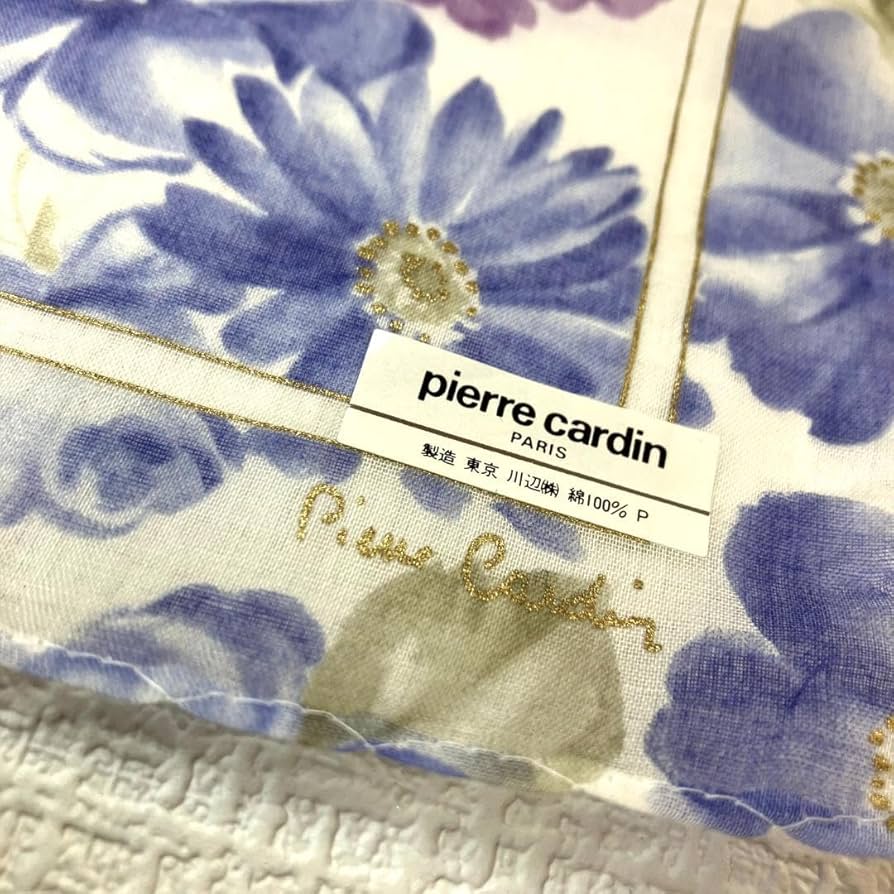 pierre cardin
PARIS
製造 東京 川辺㈱ 綿100% P
Pierre Cardin